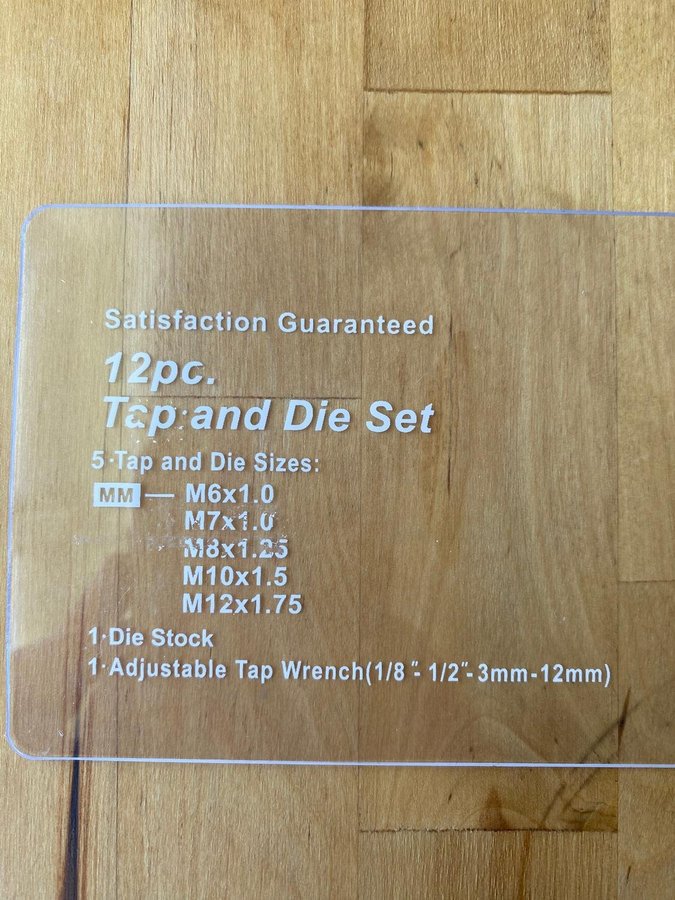 Satisfaction Guaranteed
12pc.
Tap and Die Set
5·Tap and Die Sizes:
MM — M6x1.0
M7x1.0
M8x1.25
M10x1.5
M12x1.75
1·Die Stock
1·Adjustable Tap Wrench(1/8"-1/2"-3mm-12mm)